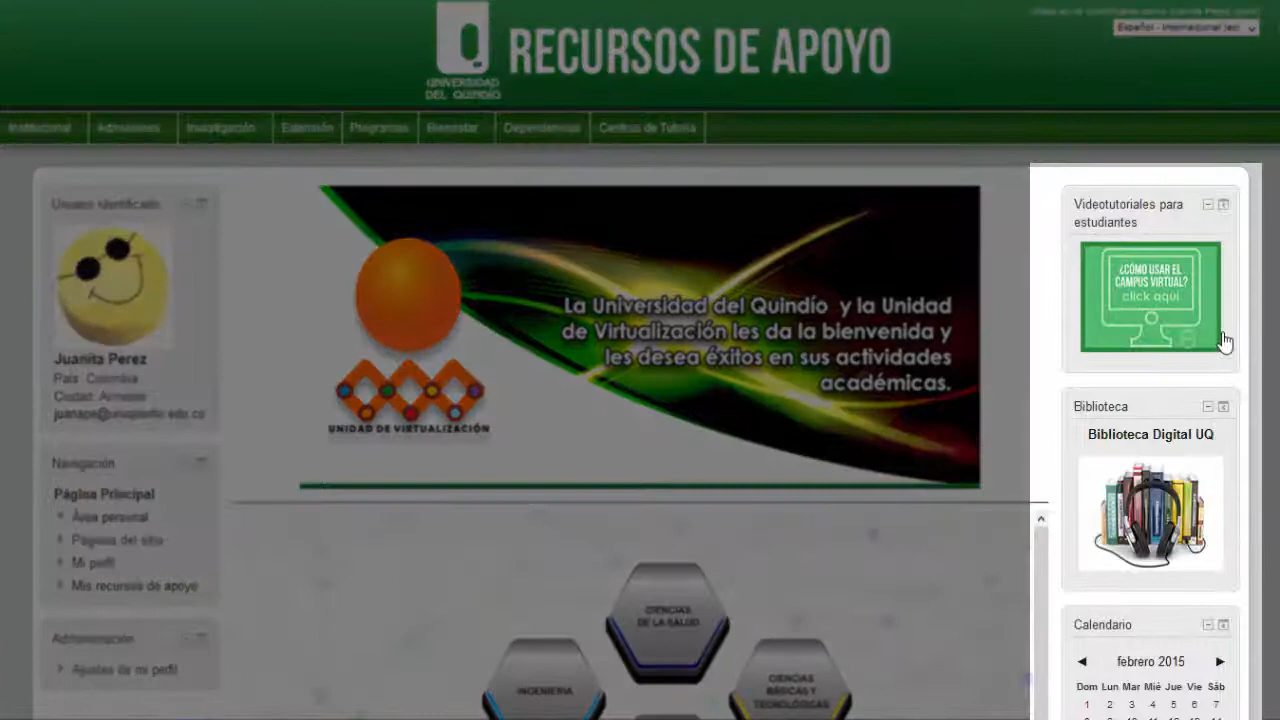 Español - Internacional (es)
UNIVERSIDAD
DEL QUINDÍO
RECURSOS DE APOYO
Institucional Admisiones Investigación Extensión Programas Bienestar Dependencias Centros de Tutoría
Usuario identificado
Juanita Perez
País: Colombia
Ciudad: Armenia
Navegación
Página Principal
Área personal
Páginas del sitio
Mi perfil
Mis recursos de apoyo
Administración
Ajustes de mi perfil
La Universidad del Quindío y la Unidad
de Virtualización les da la bienvenida y
les desea éxitos en sus actividades
académicas.
UNIDAD DE VIRTUALIZACIÓN
CIENCIAS
DE LA SALUD
INGENIERIA
CIENCIAS
BÁSICAS Y
TECNOLÓGICAS
Videotutoriales para
estudiantes
¿CÓMO USAR EL
CAMPUS VIRTUAL?
click aquí
Biblioteca
Biblioteca Digital UQ
Calendario
◄ febrero 2015 ►
Dom Lun Mar Mié Jue Vie Sáb
1 2 3 4 5 6 7